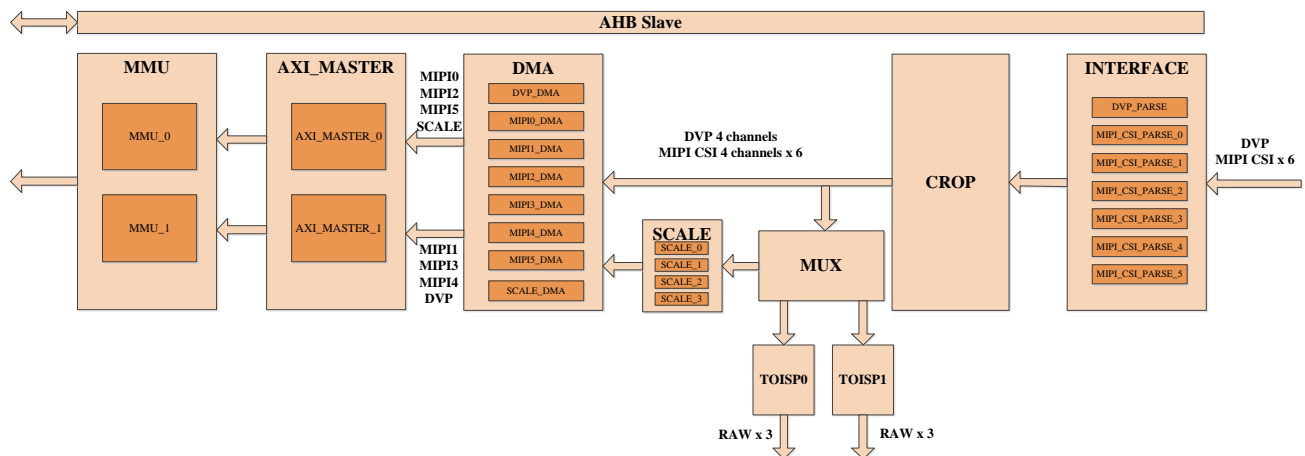 AHB Slave
MMU
MMU_0
MMU_1
AXI_MASTER
AXI_MASTER_0
AXI_MASTER_1
MIPI0
MIPI2
MIPI5
SCALE
MIPI1
MIPI3
MIPI4
DVP
DMA
DVP_DMA
MIPI0_DMA
MIPI1_DMA
MIPI2_DMA
MIPI3_DMA
MIPI4_DMA
MIPI5_DMA
SCALE_DMA
DVP 4 channels
MIPI CSI 4 channels x 6
SCALE
SCALE_0
SCALE_1
SCALE_2
SCALE_3
MUX
TOISP0
TOISP1
RAW x 3
RAW x 3
CROP
INTERFACE
DVP_PARSE
MIPI_CSI_PARSE_0
MIPI_CSI_PARSE_1
MIPI_CSI_PARSE_2
MIPI_CSI_PARSE_3
MIPI_CSI_PARSE_4
MIPI_CSI_PARSE_5
DVP
MIPI CSI x 6